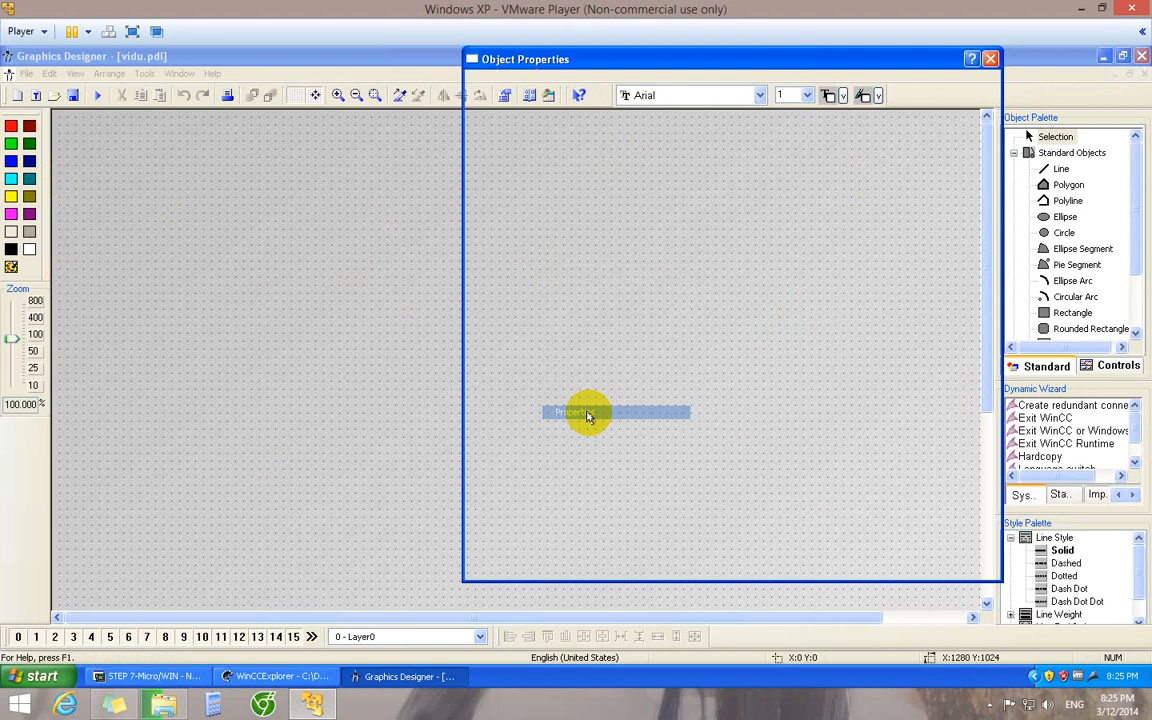 Windows XP - VMware Player (Non-commercial use only)
Player
Graphics Designer - [vidu.pdl]
Object Properties
File Edit View Arrange Tools Window Help
Arial
1
Object Palette
Selection
Standard Objects
Line
Polygon
Polyline
Ellipse
Circle
Ellipse Segment
Pie Segment
Ellipse Arc
Circular Arc
Rectangle
Rounded Rectangle
Standard
Controls
Zoom
800
400
100
50
25
10
100.000 %
Properties
Dynamic Wizard
Create redundant conne
Exit WinCC
Exit WinCC or Windows
Exit WinCC Runtime
Hardcopy
Language switch
Sys..
Sta..
Imp.
Style Palette
Line Style
Solid
Dashed
Dotted
Dash Dot
Dash Dot Dot
Line Weight
0 1 2 3 4 5 6 7 8 9 10 11 12 13 14 15
0 - Layer0
For Help, press F1.
English (United States)
X:0 Y:0
X:1280 Y:1024
NUM
start
STEP 7-Micro/WIN - N...
WinCCExplorer - C:\D...
Graphics Designer - [...
8:25 PM
ENG
8:25 PM
3/12/2014